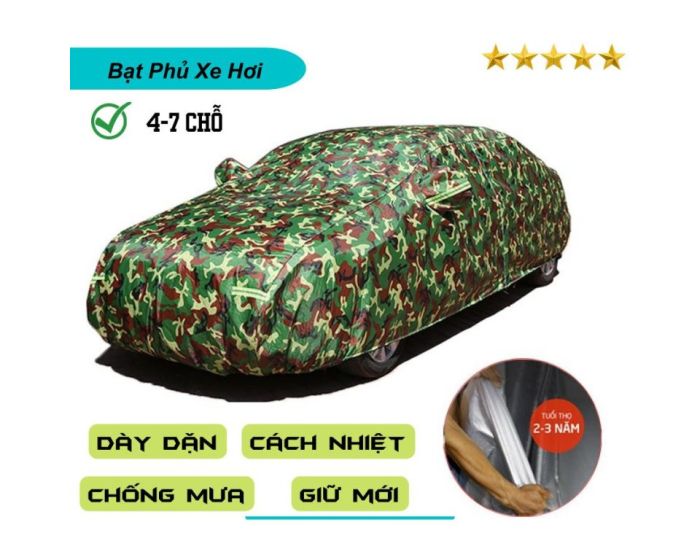 Bạt Phủ Xe Hơi
4-7 CHỖ
TUỔI THỌ
2-3 NĂM
DÀY DẶN
CÁCH NHIỆT
CHỐNG MƯA
GIỮ MỚI